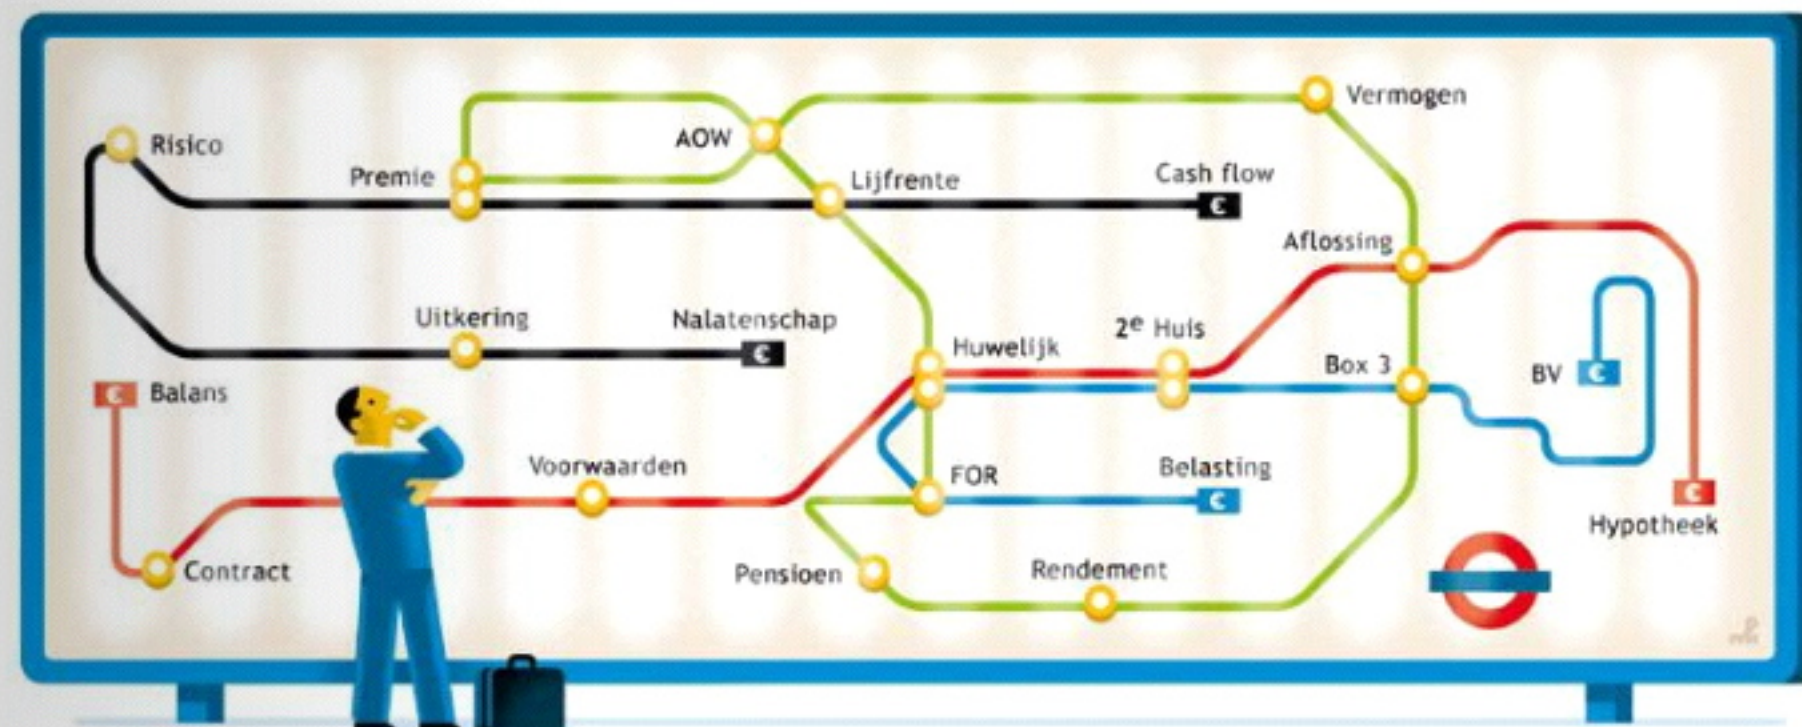 Vermogen
AOW
Risico
Premie
Lijfrente
Cash flow
€
Aflossing
Uitkering
Nalatenschap
€
2e Huis
Huwelijk
Box 3
BV €
€ Balans
Voorwaarden
FOR
Belasting
€
€
Hypotheek
Contract
Pensioen
Rendement